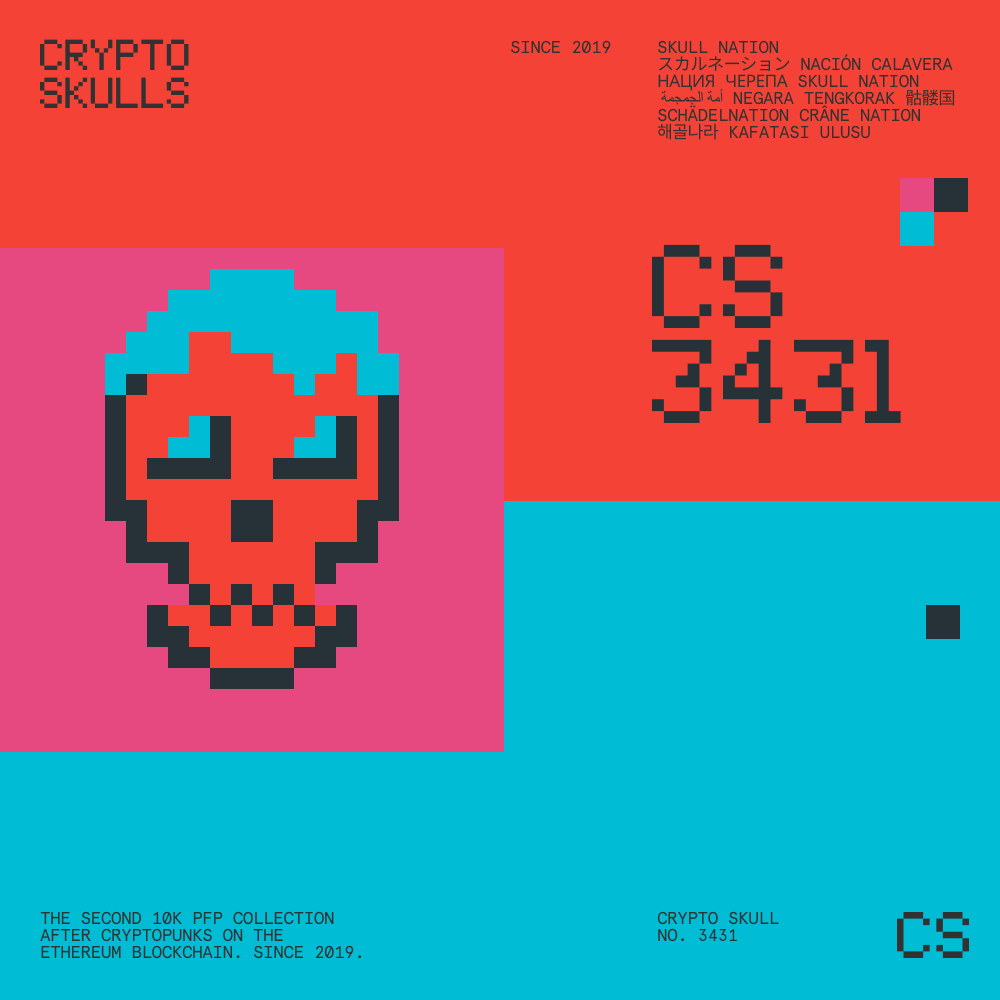 CRYPTO
SKULLS
SINCE 2019
SKULL NATION
スカルネーション NACIÓN CALAVERA
НАЦИЯ ЧЕРЕПА SKULL NATION
أمة الجمجمة NEGARA TENGKORAK 骷髅国
SCHÄDELNATION CRÂNE NATION
해골나라 KAFATASI ULUSU
CS
3431
THE SECOND 10K PFP COLLECTION
AFTER CRYPTOPUNKS ON THE
ETHEREUM BLOCKCHAIN. SINCE 2019.
CRYPTO SKULL
NO. 3431
CS